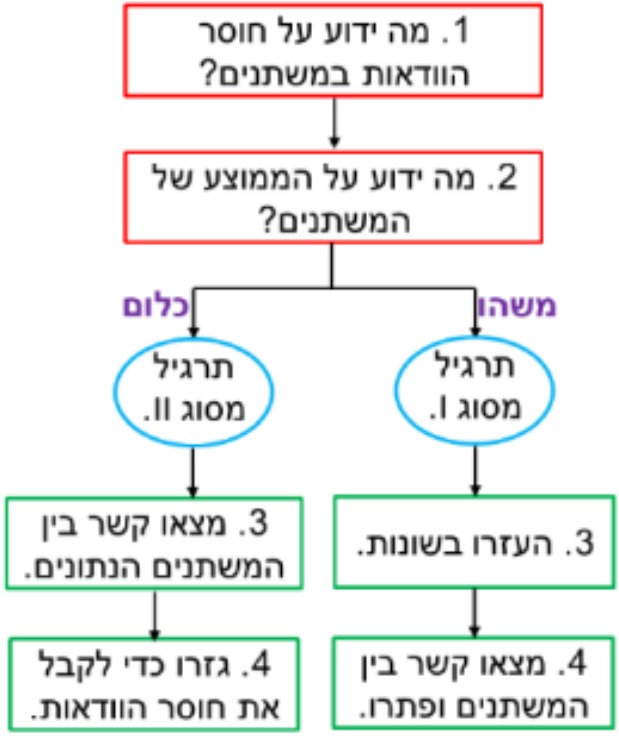 1. מה ידוע על חוסר
הוודאות במשתנים?
2. מה ידוע על הממוצע של
המשתנים?
משהו
כלום
תרגיל
מסוג I.
תרגיל
מסוג II.
3. העזרו בשונות.
3. מצאו קשר בין
המשתנים הנתונים.
4. מצאו קשר בין
המשתנים ופתרו.
4. גזרו כדי לקבל
את חוסר הוודאות.